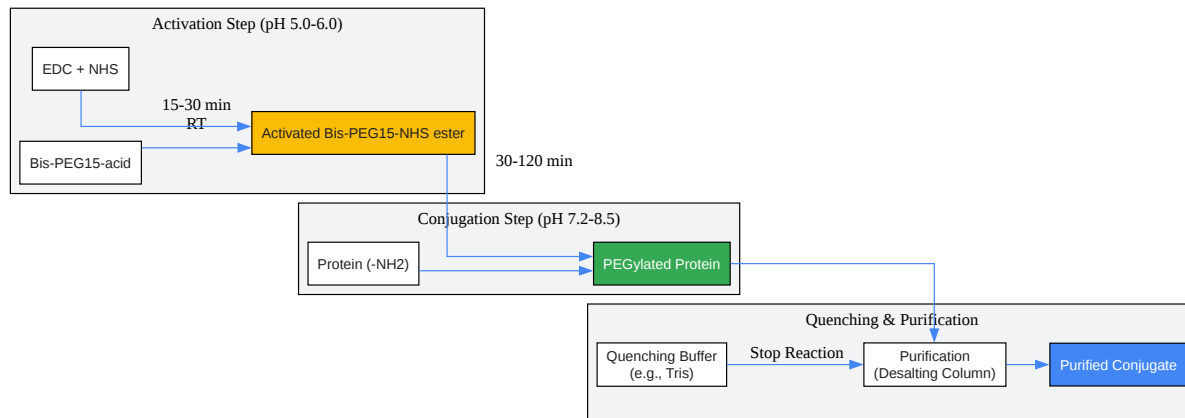 Activation Step (pH 5.0-6.0)
EDC + NHS
15-30 min
RT
Activated Bis-PEG15-NHS ester
Bis-PEG15-acid
30-120 min
Conjugation Step (pH 7.2-8.5)
Protein (-NH2)
PEGylated Protein
Quenching & Purification
Quenching Buffer
(e.g., Tris)
Stop Reaction
Purification
(Desalting Column)
Purified Conjugate